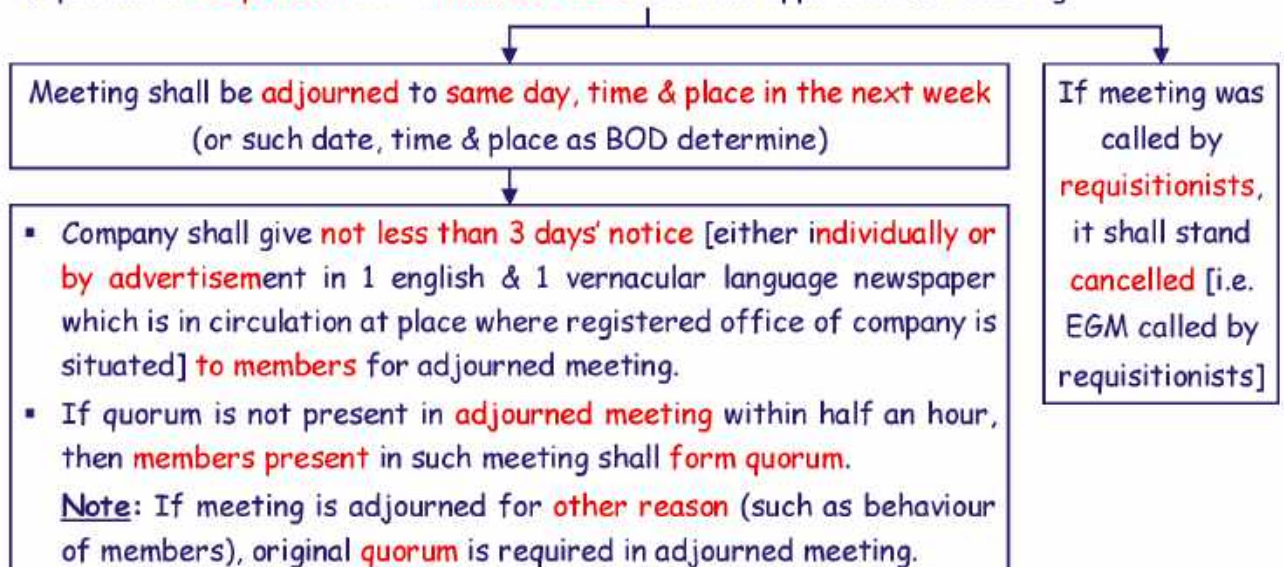 Meeting shall be adjourned to same day, time & place in the next week
(or such date, time & place as BOD determine)
If meeting was
called by
requisitionists,
it shall stand
cancelled [i.e.
EGM called by
requisitionists]
▪ Company shall give not less than 3 days' notice [either individually or
by advertisement in 1 english & 1 vernacular language newspaper
which is in circulation at place where registered office of company is
situated] to members for adjourned meeting.
▪ If quorum is not present in adjourned meeting within half an hour,
then members present in such meeting shall form quorum.
Note: If meeting is adjourned for other reason (such as behaviour
of members), original quorum is required in adjourned meeting.